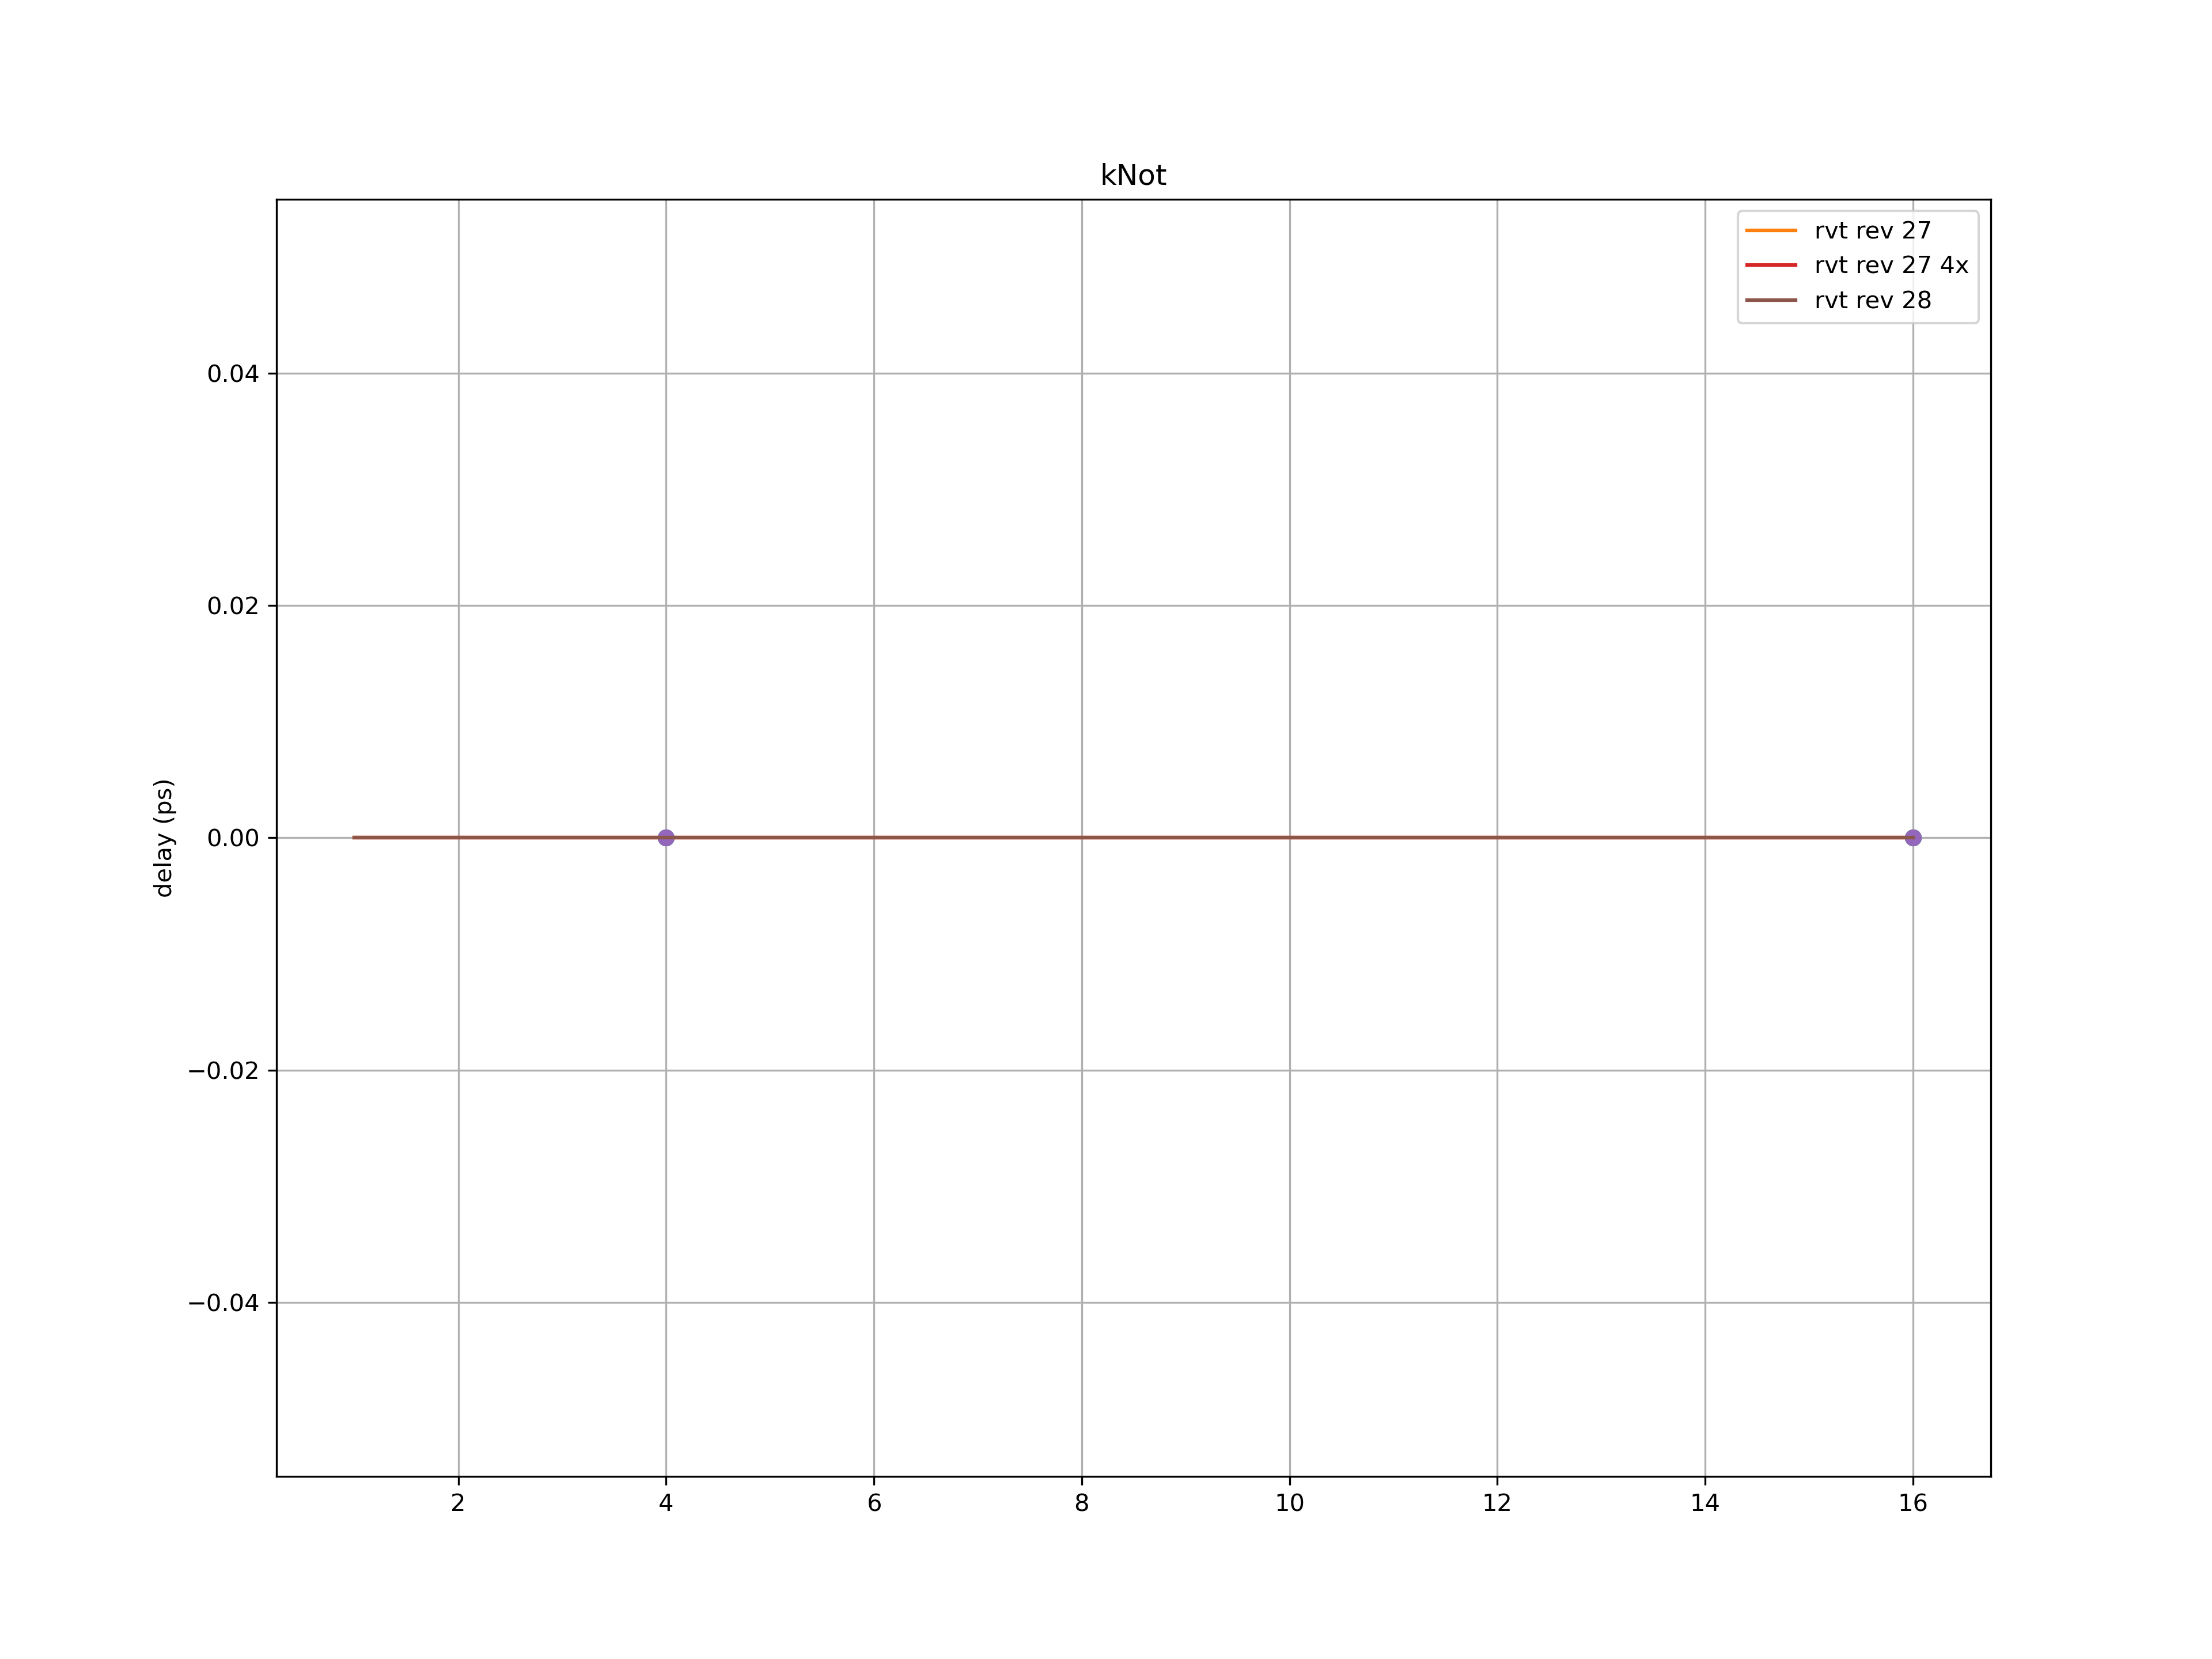 kNot
rvt rev 27
rvt rev 27 4x
rvt rev 28
0.04
0.02
0.00
−0.02
−0.04
delay (ps)
2 4 6 8 10 12 14 16